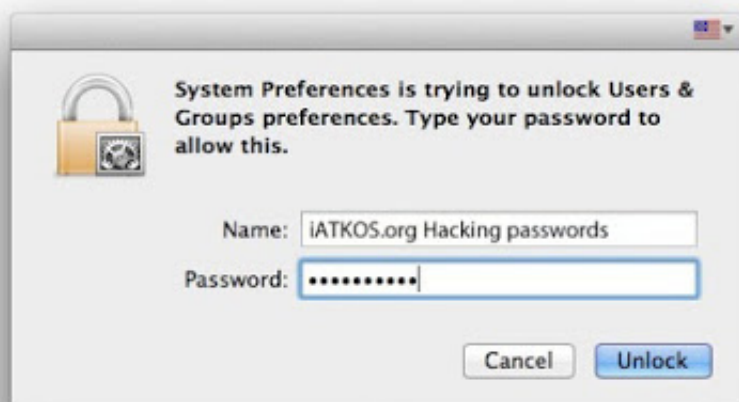 System Preferences is trying to unlock Users &
Groups preferences. Type your password to
allow this.
Name: iATKOS.org Hacking passwords
Password: ••••••••••
Cancel Unlock